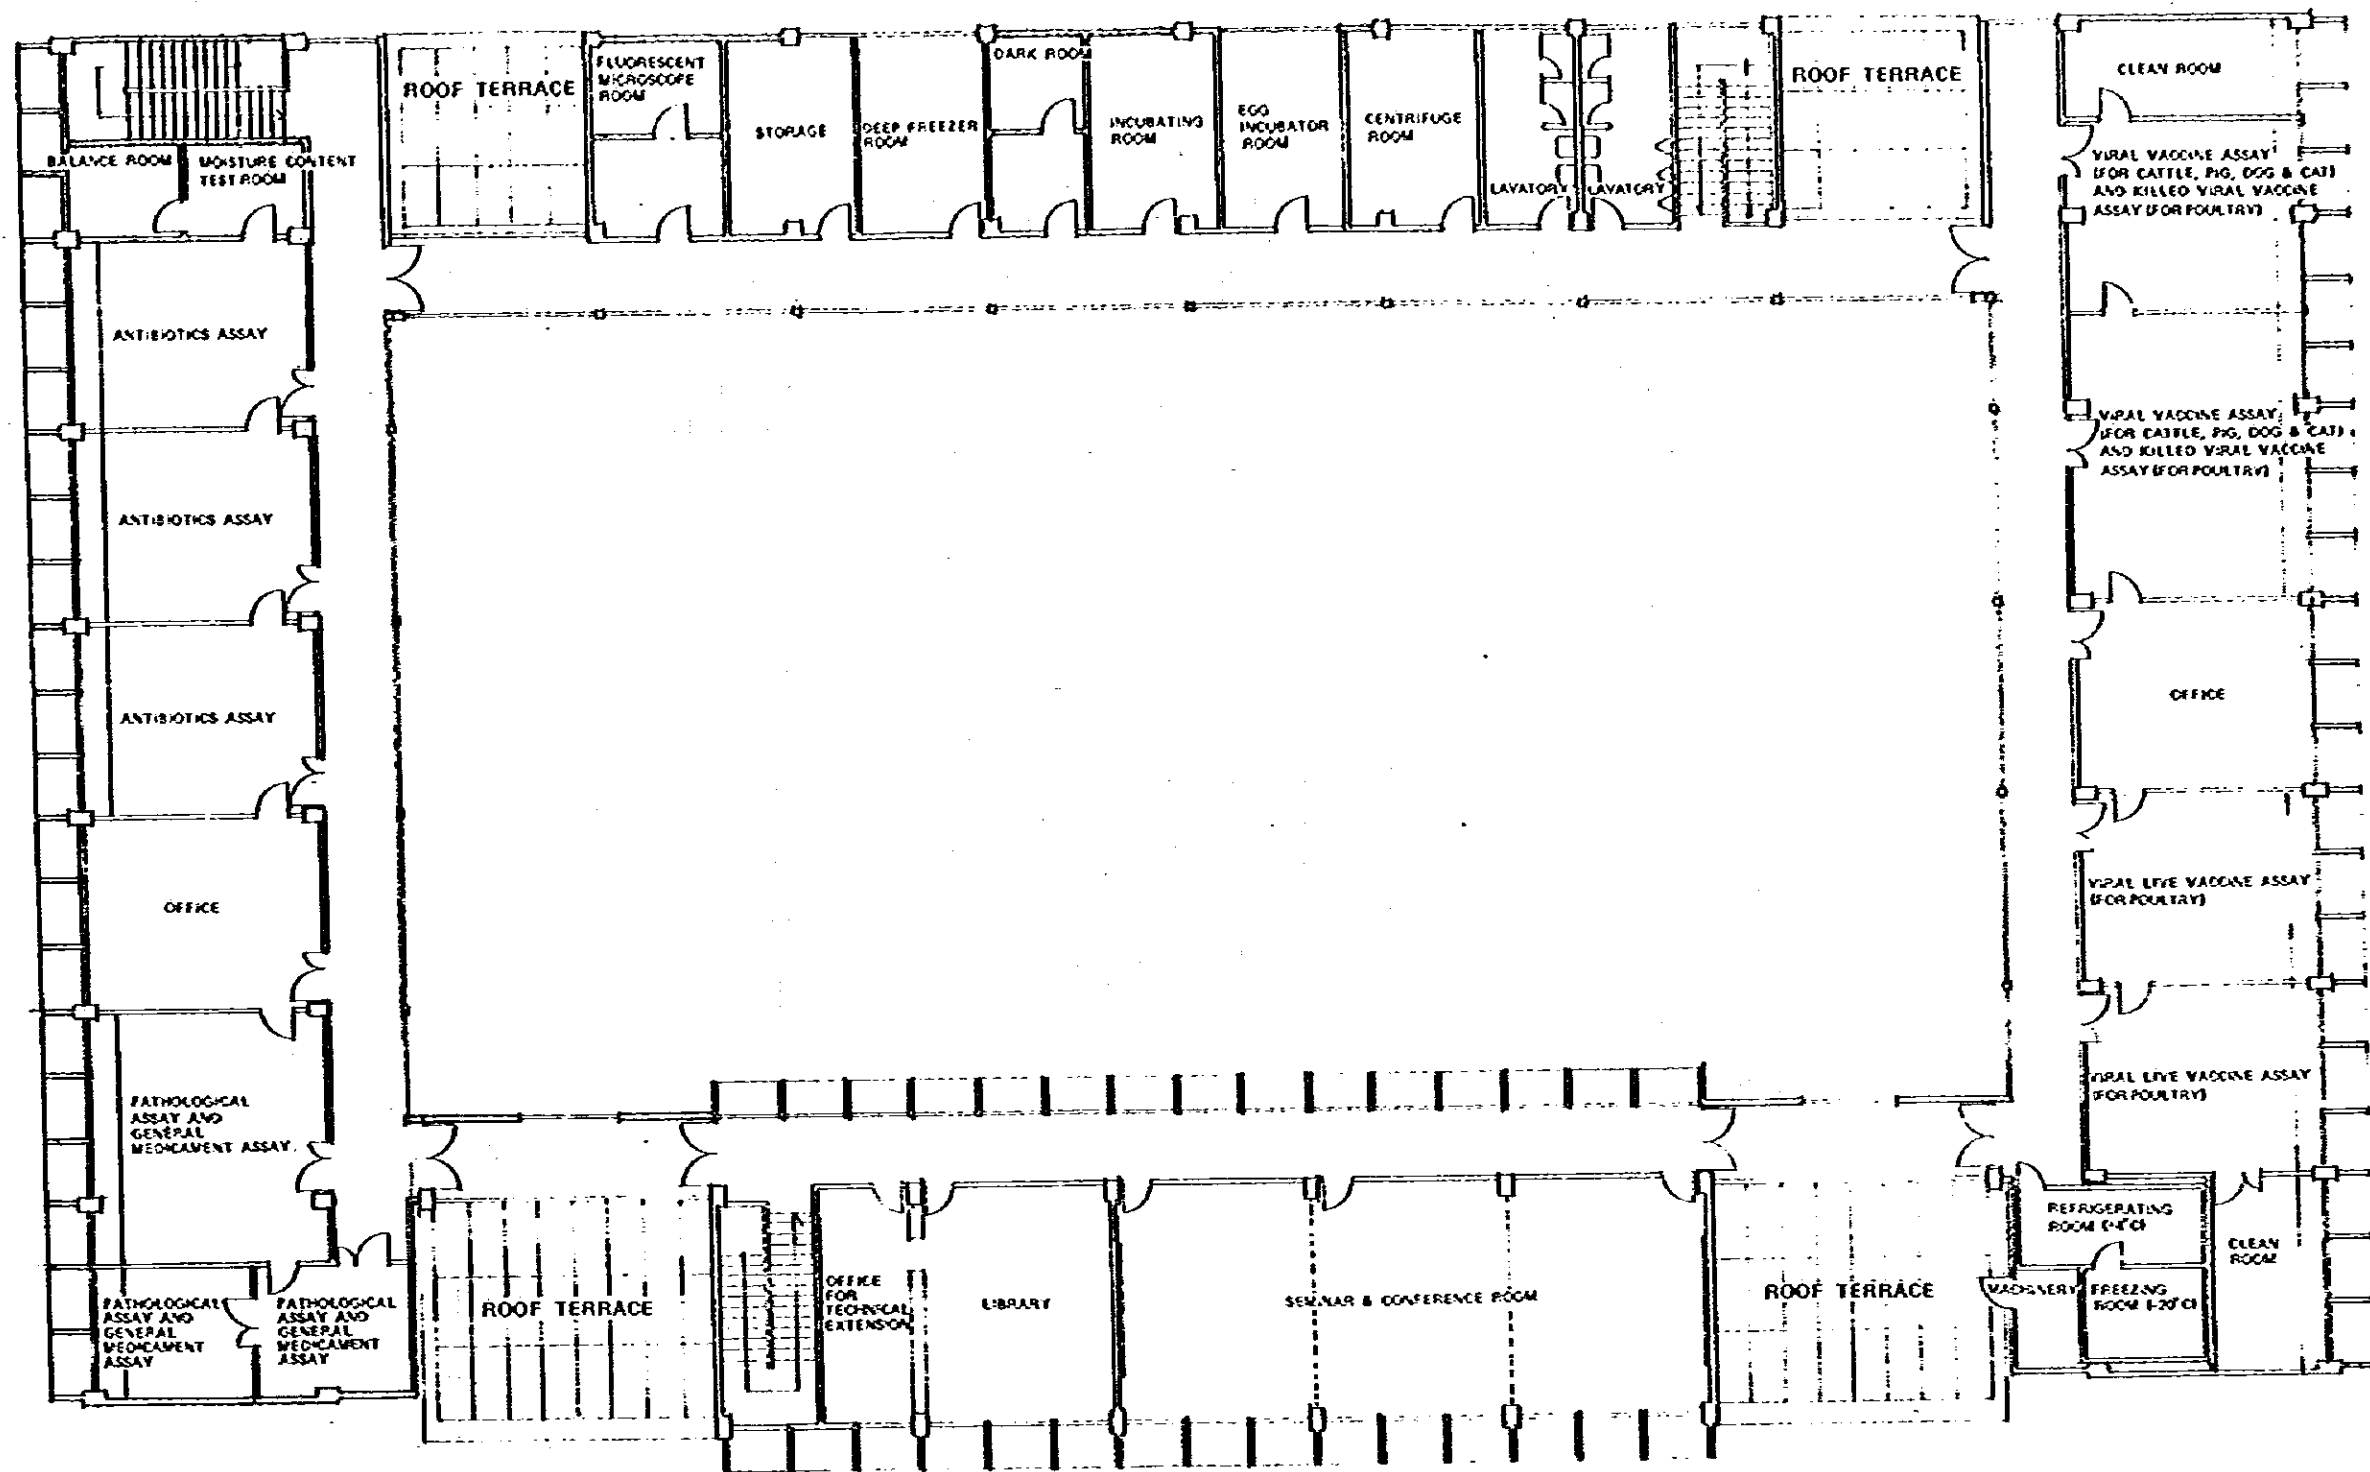 ROOF TERRACE
FLUORESCENT
MICROSCOPE
ROOM
STORAGE
DEEP FREEZER
ROOM
DARK ROOM
INCUBATING
ROOM
EGG
INCUBATOR
ROOM
CENTRIFUGE
ROOM
LAVATORY
LAVATORY
ROOF TERRACE
CLEAN ROOM
BALANCE ROOM
MOISTURE CONTENT
TEST ROOM
VIRAL VACCINE ASSAY
(FOR CATTLE, PIG, DOG & CAT)
AND KILLED VIRAL VACCINE
ASSAY (FOR POULTRY)
ANTIBIOTICS ASSAY
VIRAL VACCINE ASSAY
(FOR CATTLE, PIG, DOG & CAT)
AND KILLED VIRAL VACCINE
ASSAY (FOR POULTRY)
ANTIBIOTICS ASSAY
ANTIBIOTICS ASSAY
OFFICE
OFFICE
VIRAL LIVE VACCINE ASSAY
(FOR POULTRY)
PATHOLOGICAL
ASSAY AND
GENERAL
MEDICAMENT ASSAY
VIRAL LIVE VACCINE ASSAY
(FOR POULTRY)
PATHOLOGICAL
ASSAY AND
GENERAL
MEDICAMENT
ASSAY
PATHOLOGICAL
ASSAY AND
GENERAL
MEDICAMENT
ASSAY
ROOF TERRACE
OFFICE
FOR
TECHNICAL
EXTENSION
LIBRARY
SEMINAR & CONFERENCE ROOM
ROOF TERRACE
REFRIGERATING
ROOM
MACHINERY
FREEZING
ROOM (-20°C)
CLEAN
ROOM